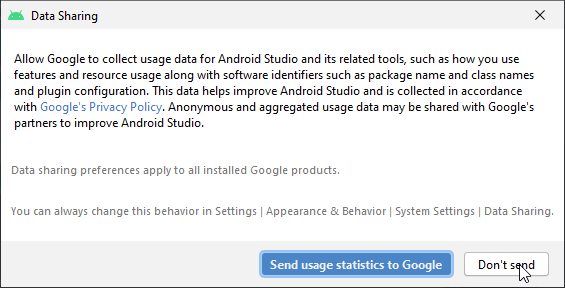 Data Sharing
Allow Google to collect usage data for Android Studio and its related tools, such as how you use
features and resource usage along with software identifiers such as package name and class names
and plugin configuration. This data helps improve Android Studio and is collected in accordance
with Google's Privacy Policy. Anonymous and aggregated usage data may be shared with Google's
partners to improve Android Studio.
Data sharing preferences apply to all installed Google products.
You can always change this behavior in Settings | Appearance & Behavior | System Settings | Data Sharing.
Send usage statistics to Google
Don't send